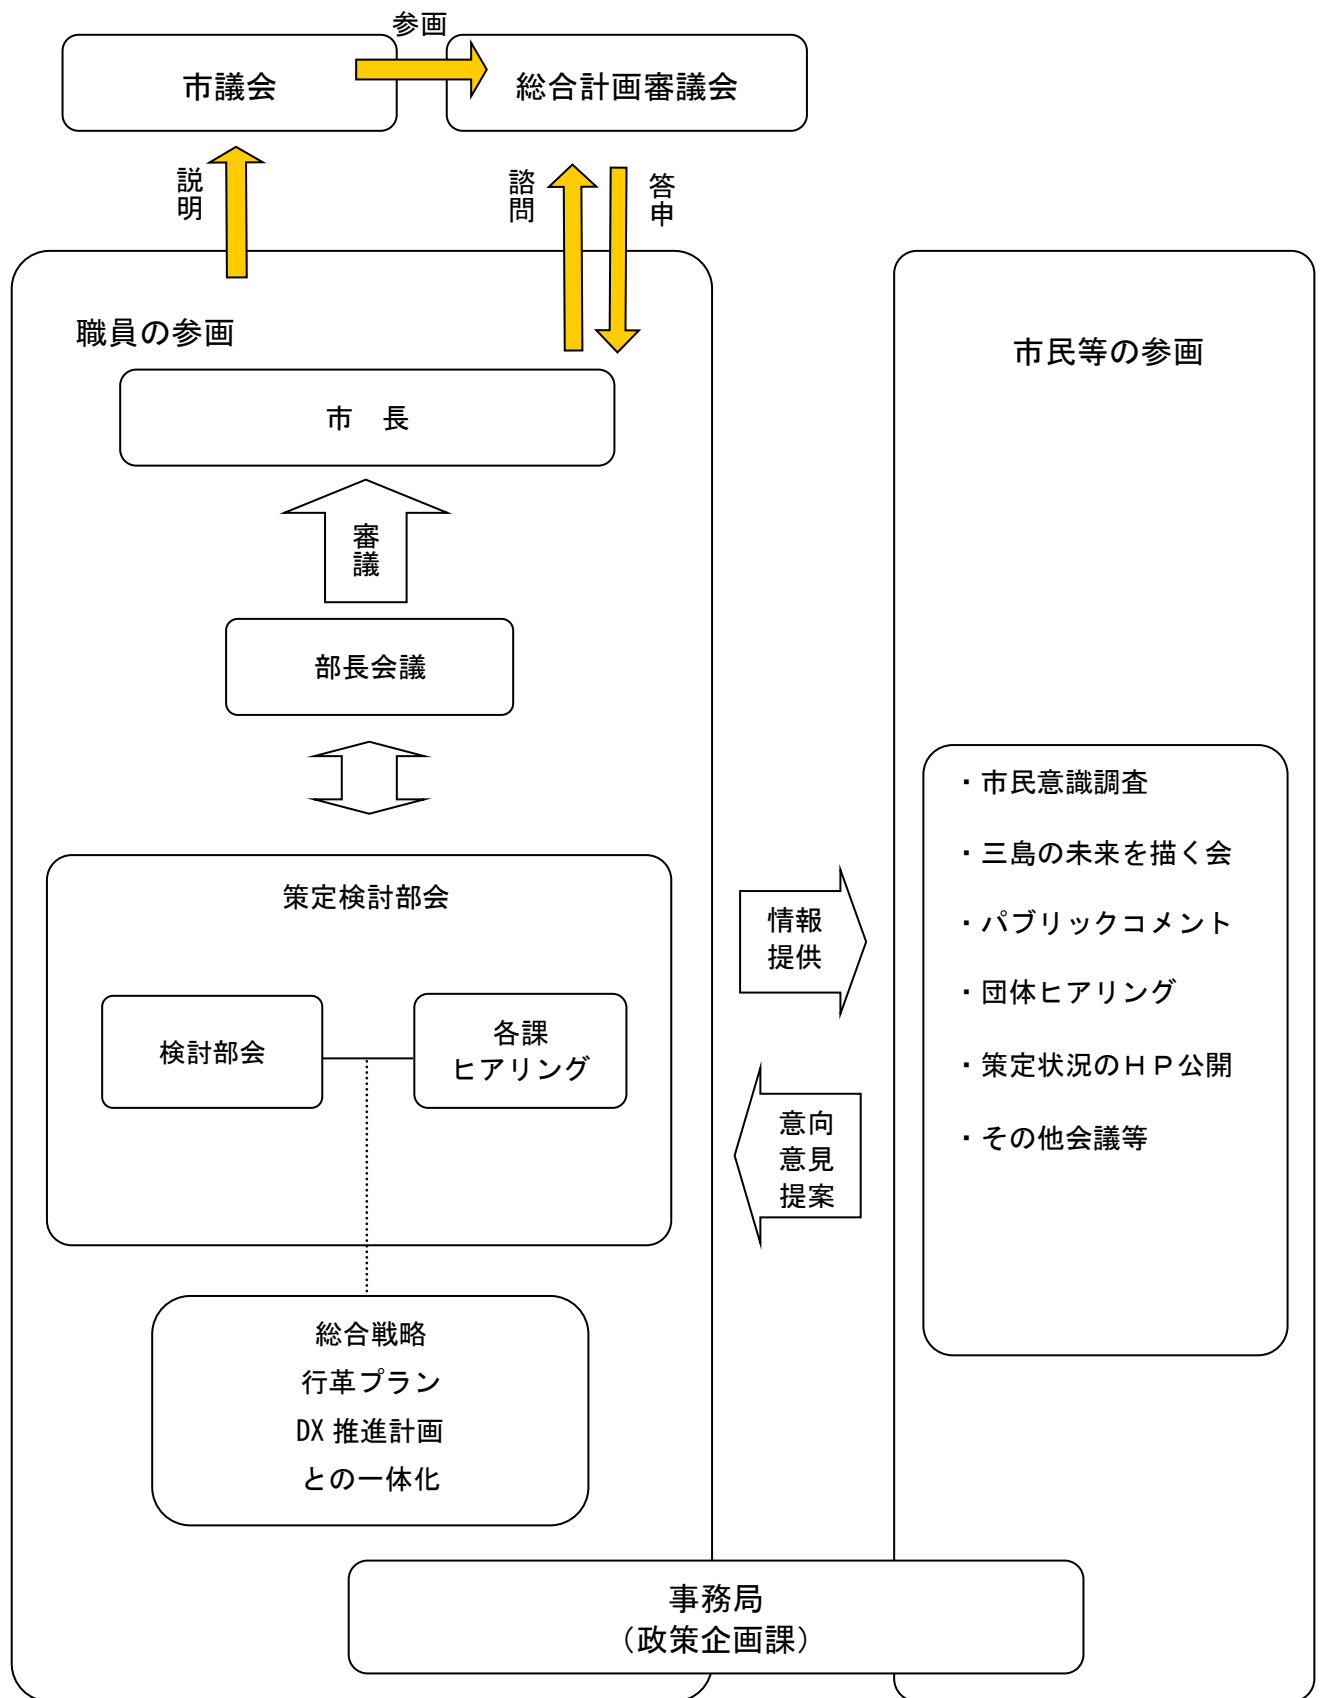 参画
市議会
総合計画審議会
説明
諮問
答申
職員の参画
市　長
審議
部長会議
策定検討部会
検討部会
各課
ヒアリング
総合戦略
行革プラン
DX 推進計画
との一体化
情報
提供
意向
意見
提案
市民等の参画
・市民意識調査
・三島の未来を描く会
・パブリックコメント
・団体ヒアリング
・策定状況のＨＰ公開
・その他会議等
事務局
（政策企画課）